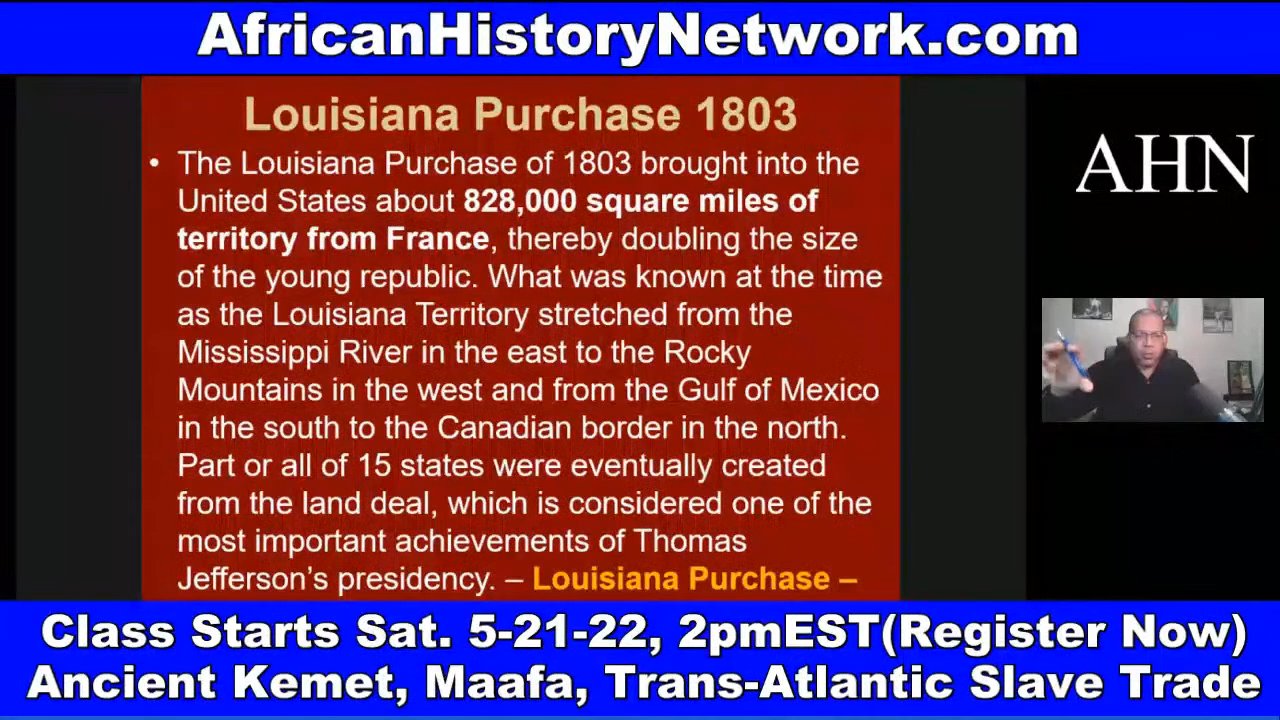 AfricanHistoryNetwork.com
Louisiana Purchase 1803
• The Louisiana Purchase of 1803 brought into the
United States about 828,000 square miles of
territory from France, thereby doubling the size
of the young republic. What was known at the time
as the Louisiana Territory stretched from the
Mississippi River in the east to the Rocky
Mountains in the west and from the Gulf of Mexico
in the south to the Canadian border in the north.
Part or all of 15 states were eventually created
from the land deal, which is considered one of the
most important achievements of Thomas
Jefferson’s presidency. – Louisiana Purchase –
AHN
Class Starts Sat. 5-21-22, 2pmEST(Register Now)
Ancient Kemet, Maafa, Trans-Atlantic Slave Trade